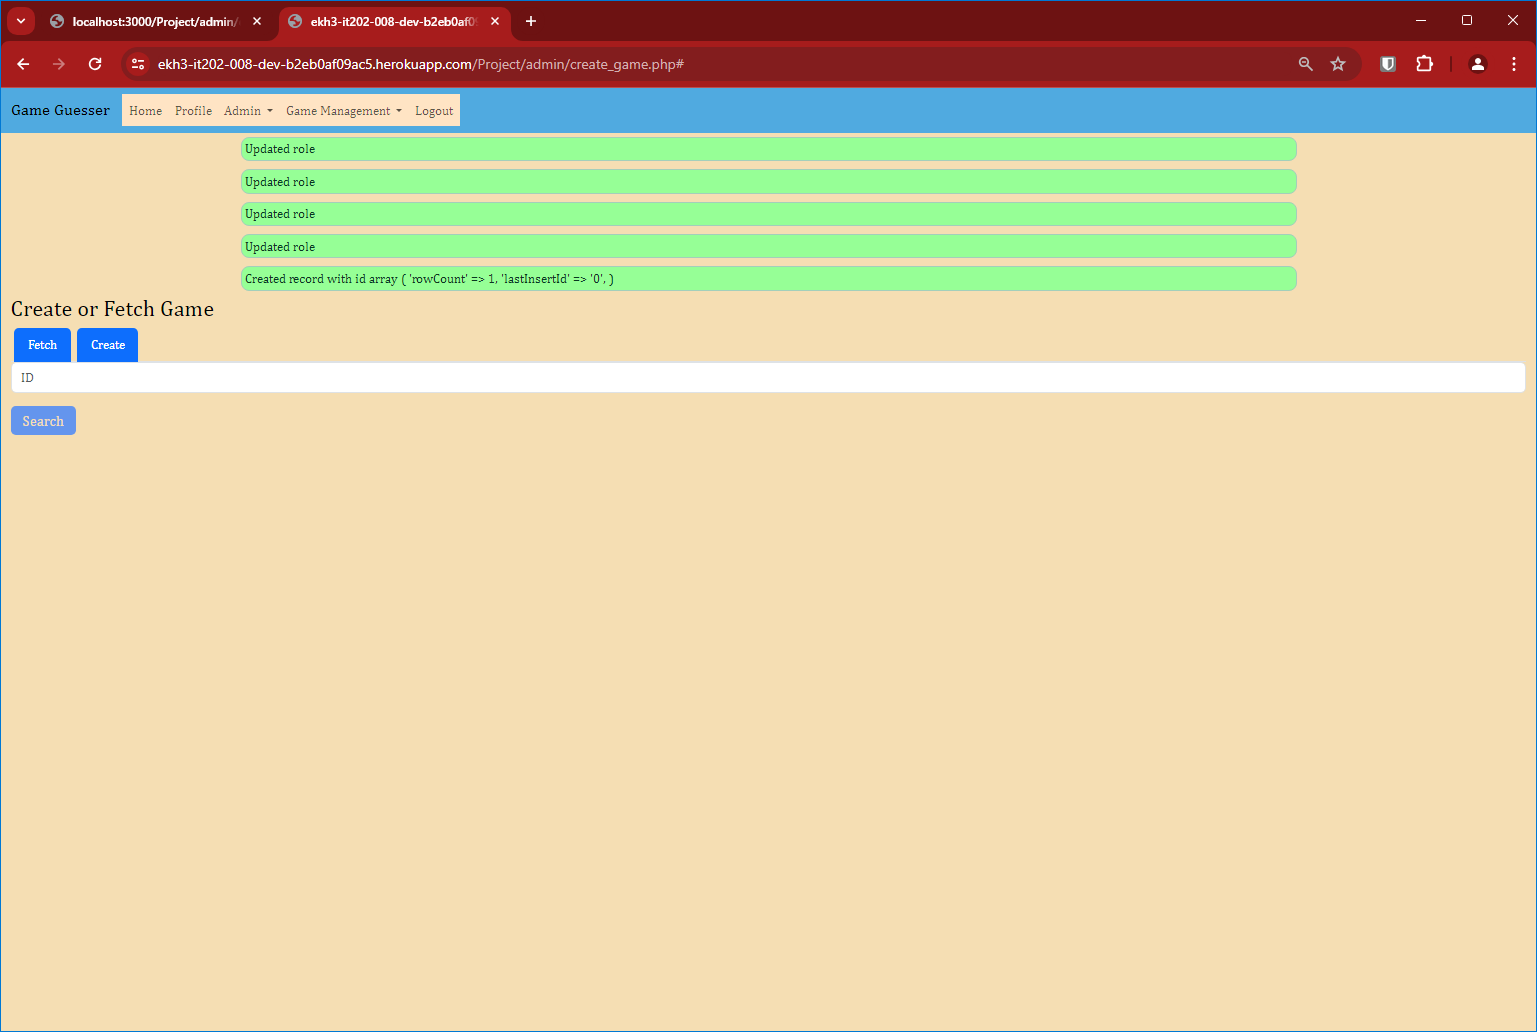 localhost:3000/Project/admin/
ekh3-it202-008-dev-b2eb0af09
ekh3-it202-008-dev-b2eb0af09ac5.herokuapp.com/Project/admin/create_game.php#
Game Guesser Home Profile Admin Game Management Logout
Updated role
Updated role
Updated role
Updated role
Created record with id array ( 'rowCount' => 1, 'lastInsertId' => '0', )
Create or Fetch Game
Fetch Create
ID
Search